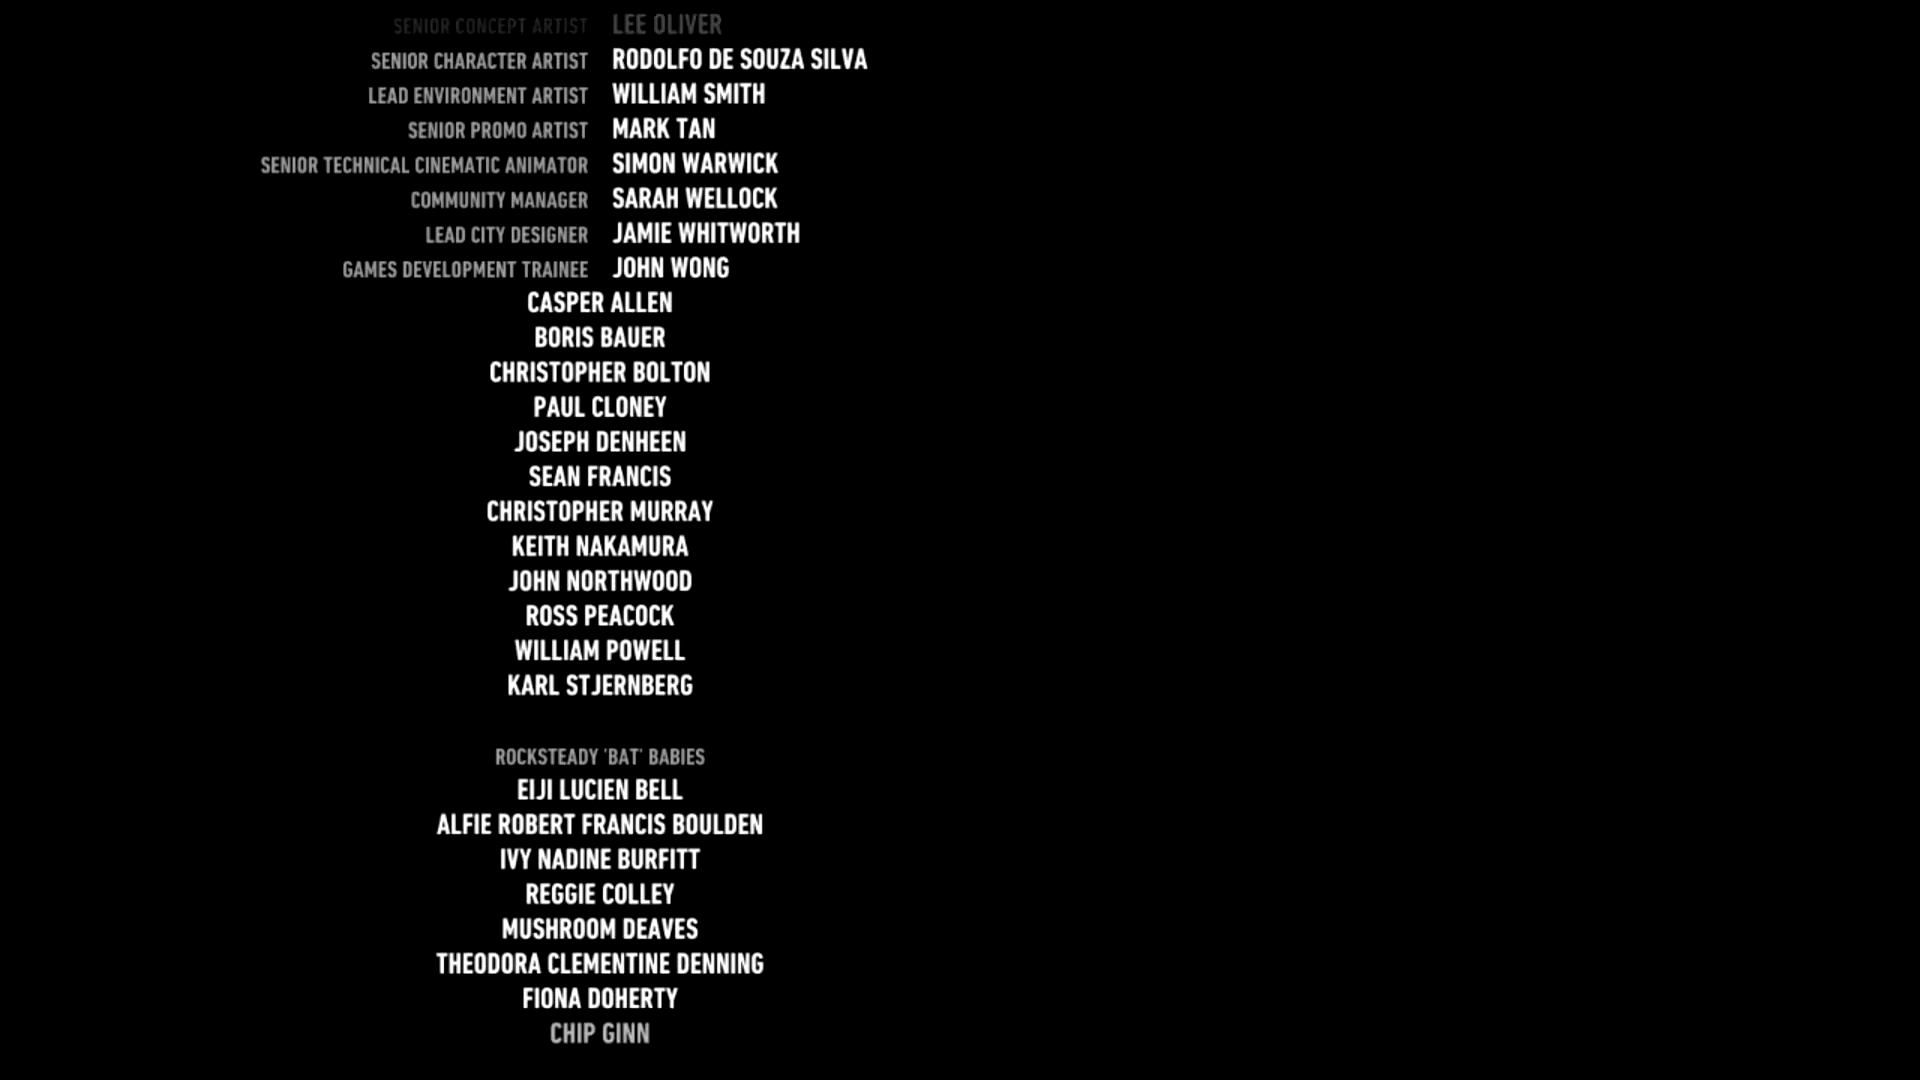 SENIOR CONCEPT ARTIST LEE OLIVER
SENIOR CHARACTER ARTIST RODOLFO DE SOUZA SILVA
LEAD ENVIRONMENT ARTIST WILLIAM SMITH
SENIOR PROMO ARTIST MARK TAN
SENIOR TECHNICAL CINEMATIC ANIMATOR SIMON WARWICK
COMMUNITY MANAGER SARAH WELLOCK
LEAD CITY DESIGNER JAMIE WHITWORTH
GAMES DEVELOPMENT TRAINEE JOHN WONG
CASPER ALLEN
BORIS BAUER
CHRISTOPHER BOLTON
PAUL CLONEY
JOSEPH DENHEEN
SEAN FRANCIS
CHRISTOPHER MURRAY
KEITH NAKAMURA
JOHN NORTHWOOD
ROSS PEACOCK
WILLIAM POWELL
KARL STJERNBERG
ROCKSTEADY 'BAT' BABIES
EIJI LUCIEN BELL
ALFIE ROBERT FRANCIS BOULDEN
IVY NADINE BURFITT
REGGIE COLLEY
MUSHROOM DEAVES
THEODORA CLEMENTINE DENNING
FIONA DOHERTY
CHIP GINN